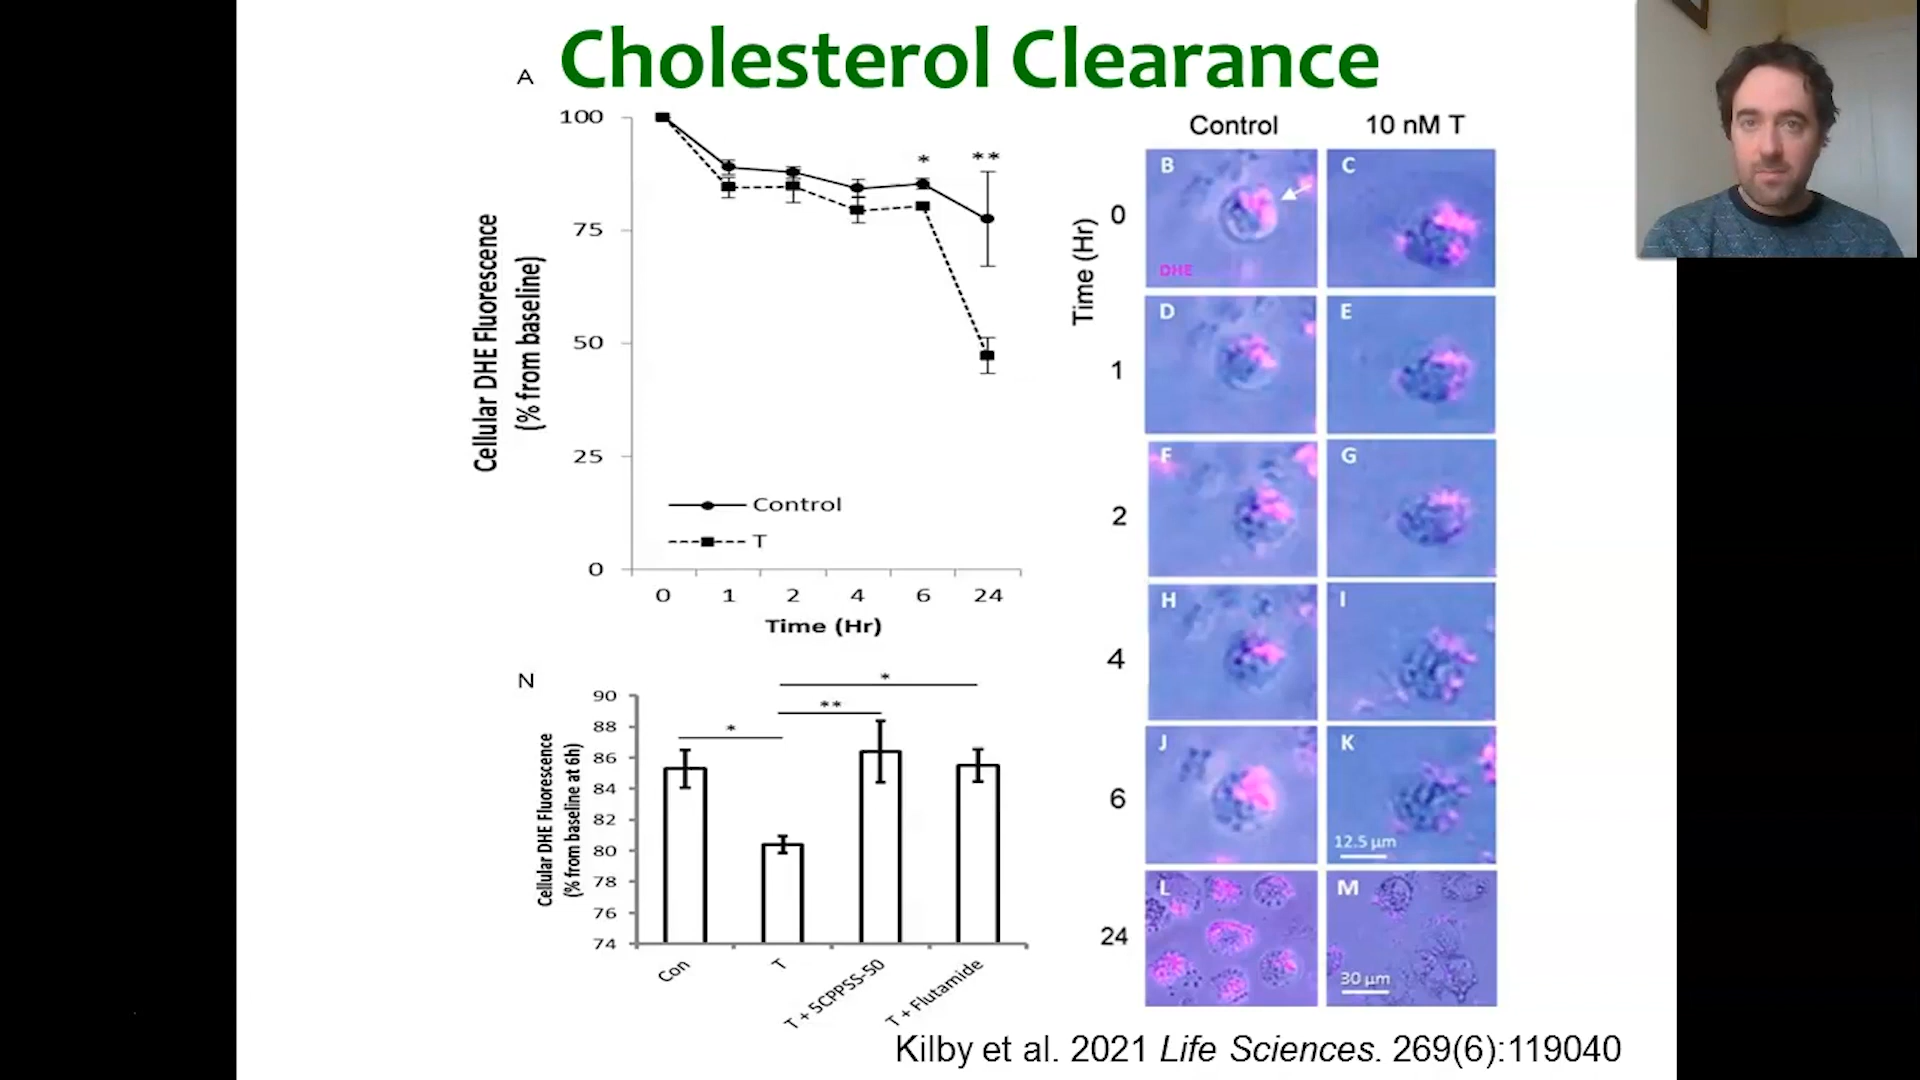 Cholesterol Clearance
A
100
75
50
25
0
Cellular DHE Fluorescence
(% from baseline)
*
**
Control
T
0 1 2 4 6 24
Time (Hr)
N
90
88
86
84
82
80
78
76
74
Cellular DHE Fluorescence
(% from baseline at 6h)
*
**
*
Con
T
T + 5CPPSS-50
T + Flutamide
Control
10 nM T
Time (Hr)
0
1
2
4
6
24
B
DHE
C
D
E
F
G
H
I
J
K
12.5 µm
L
M
30 µm
Kilby et al. 2021 Life Sciences. 269(6):119040